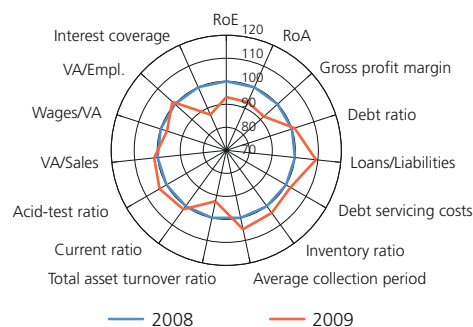 RoE
RoA
Gross profit margin
Debt ratio
Loans/Liabilities
Debt servicing costs
Inventory ratio
Average collection period
Total asset turnover ratio
Current ratio
Acid-test ratio
VA/Sales
Wages/VA
VA/Empl.
Interest coverage
120
110
100
90
80
70
2008
2009